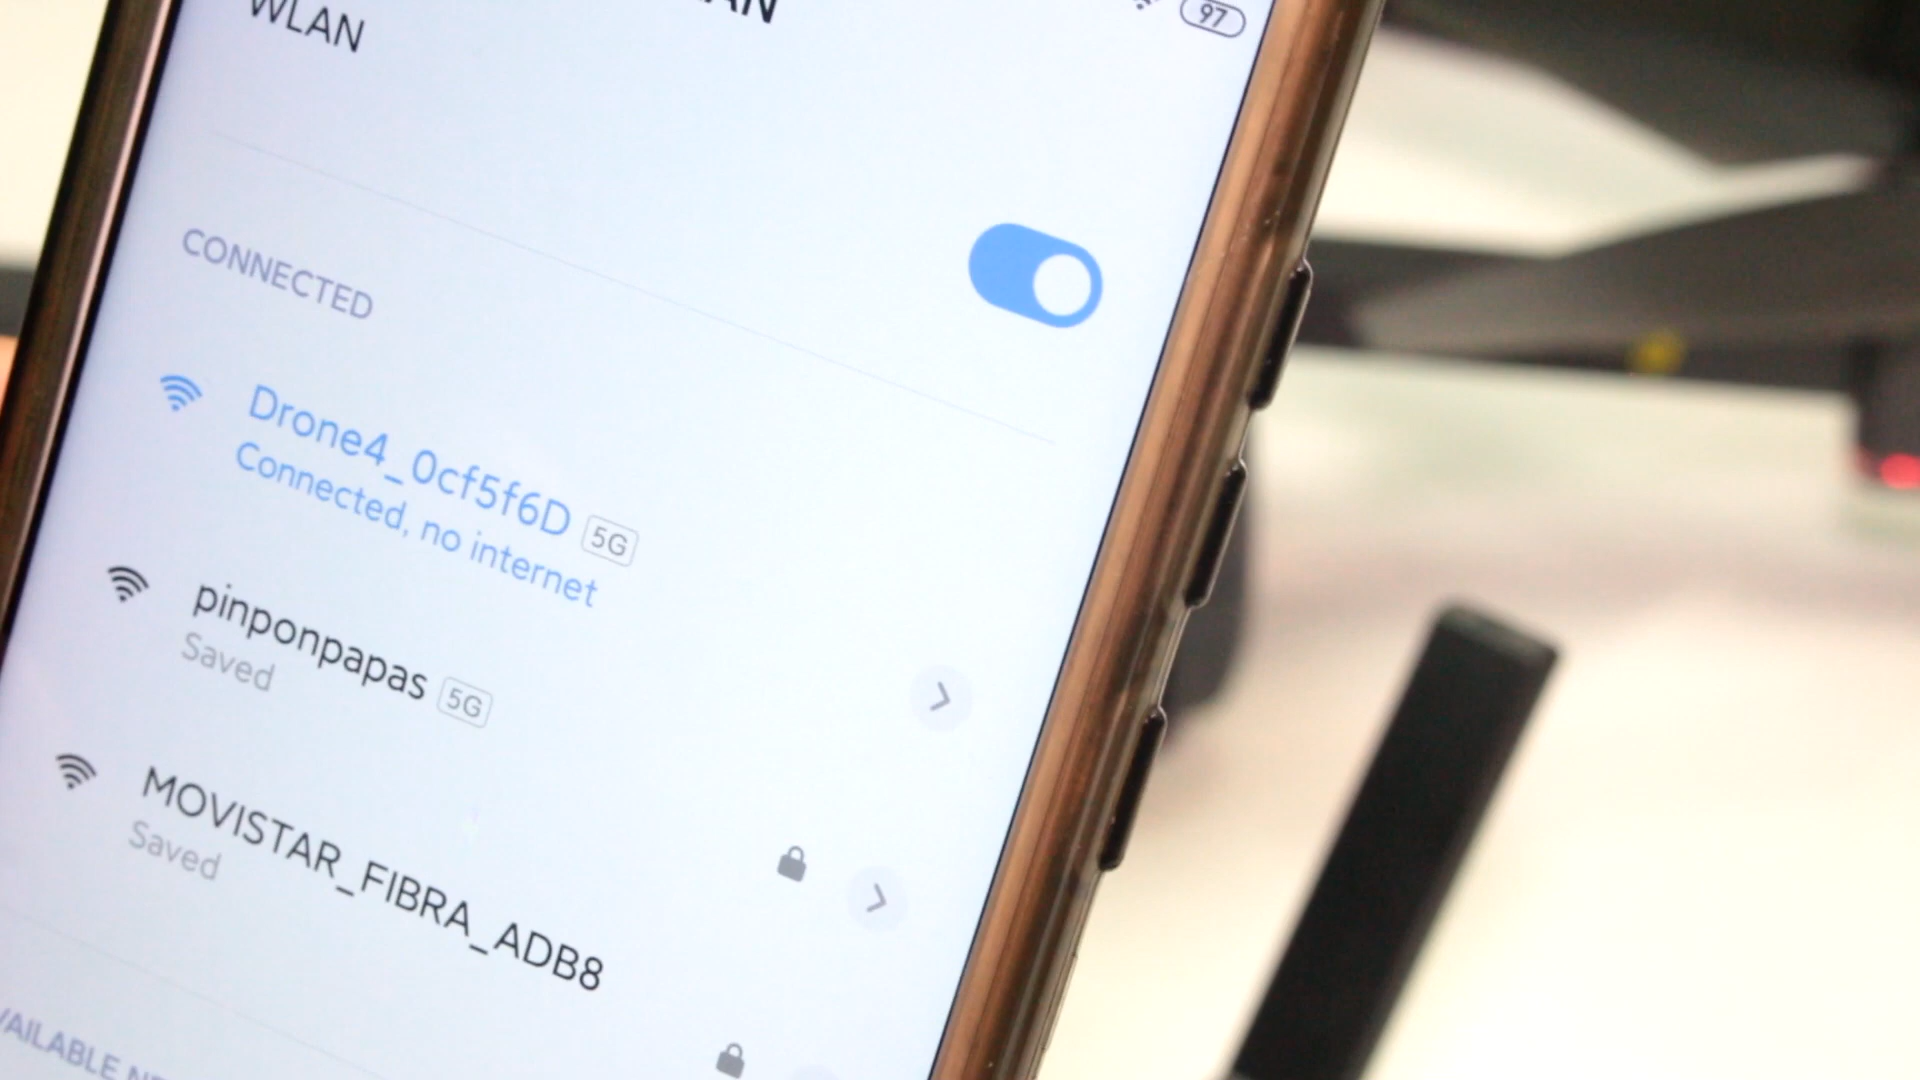 97
WLAN
CONNECTED
Drone4_0cf5f6D 5G
Connected, no internet
pinponpapas 5G
Saved
MOVISTAR_FIBRA_ADB8
Saved